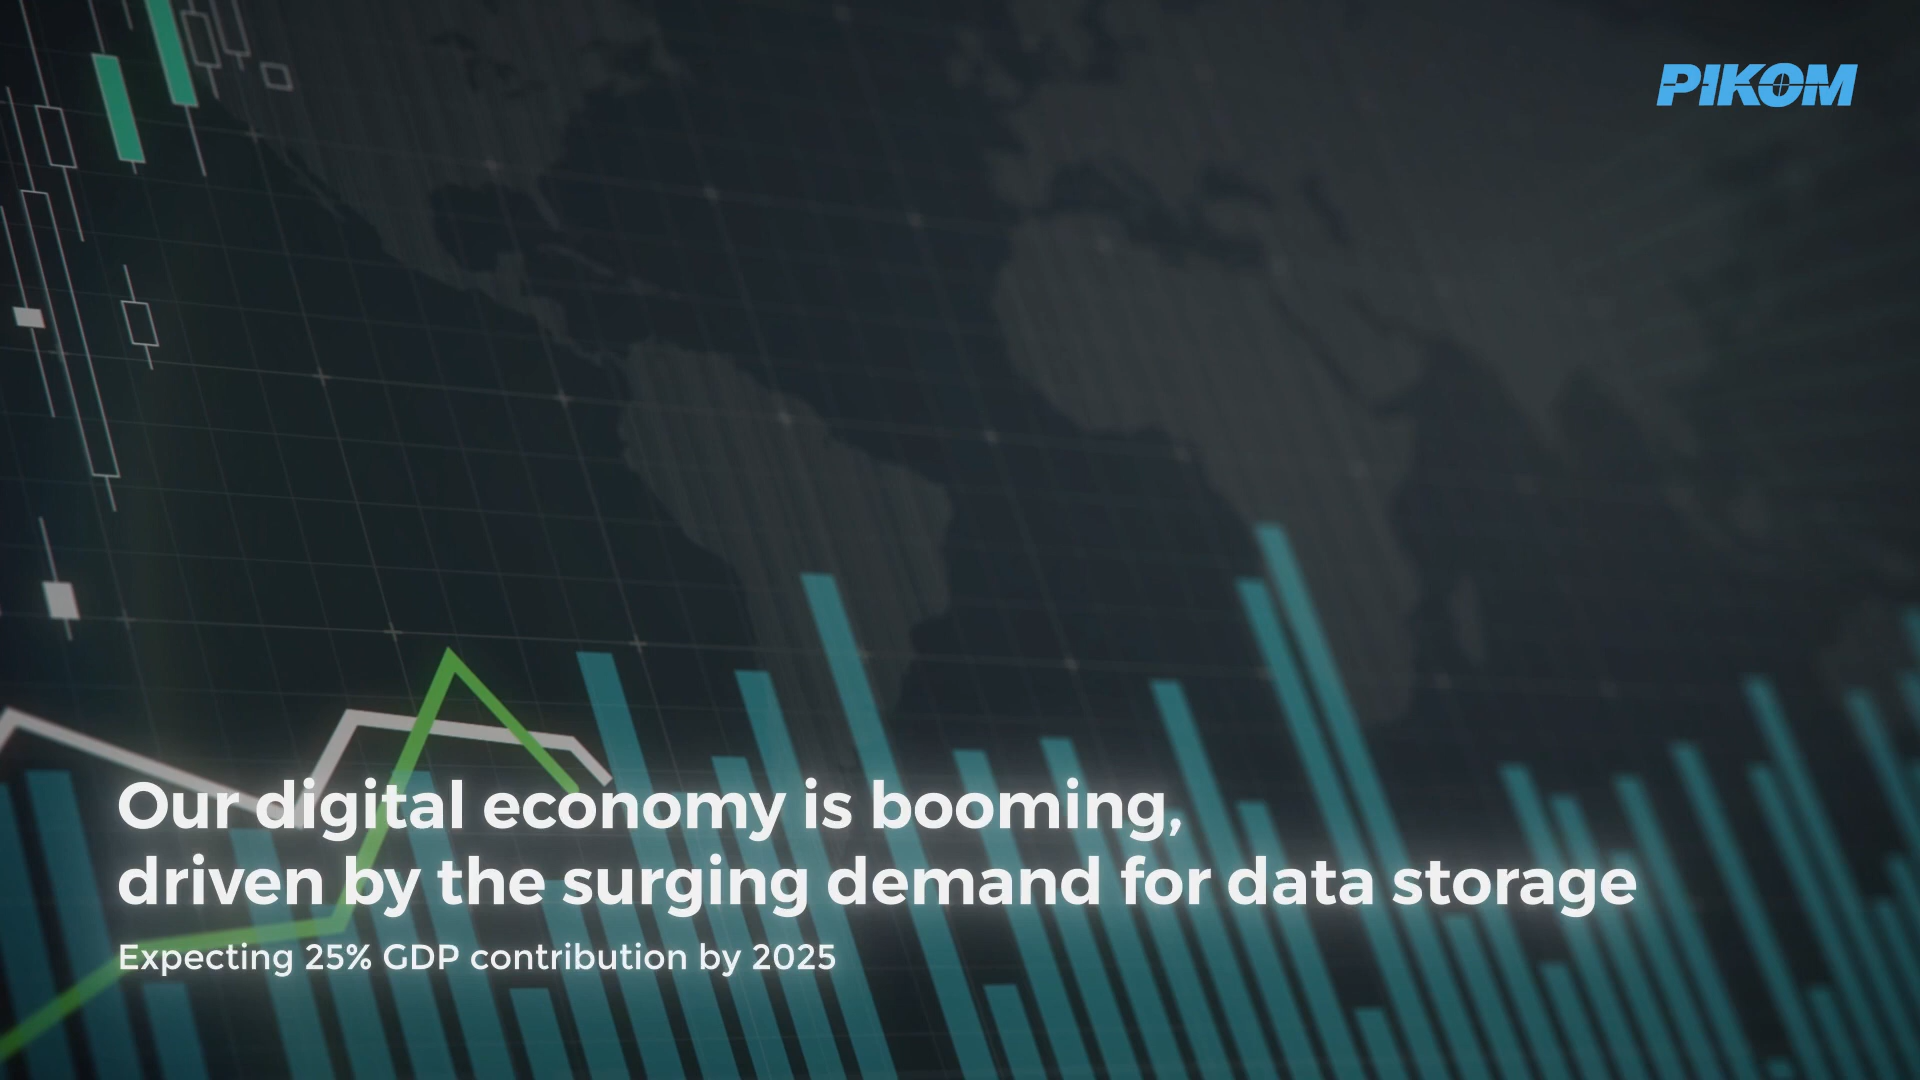 PIKOM
Our digital economy is booming,
driven by the surging demand for data storage
Expecting 25% GDP contribution by 2025